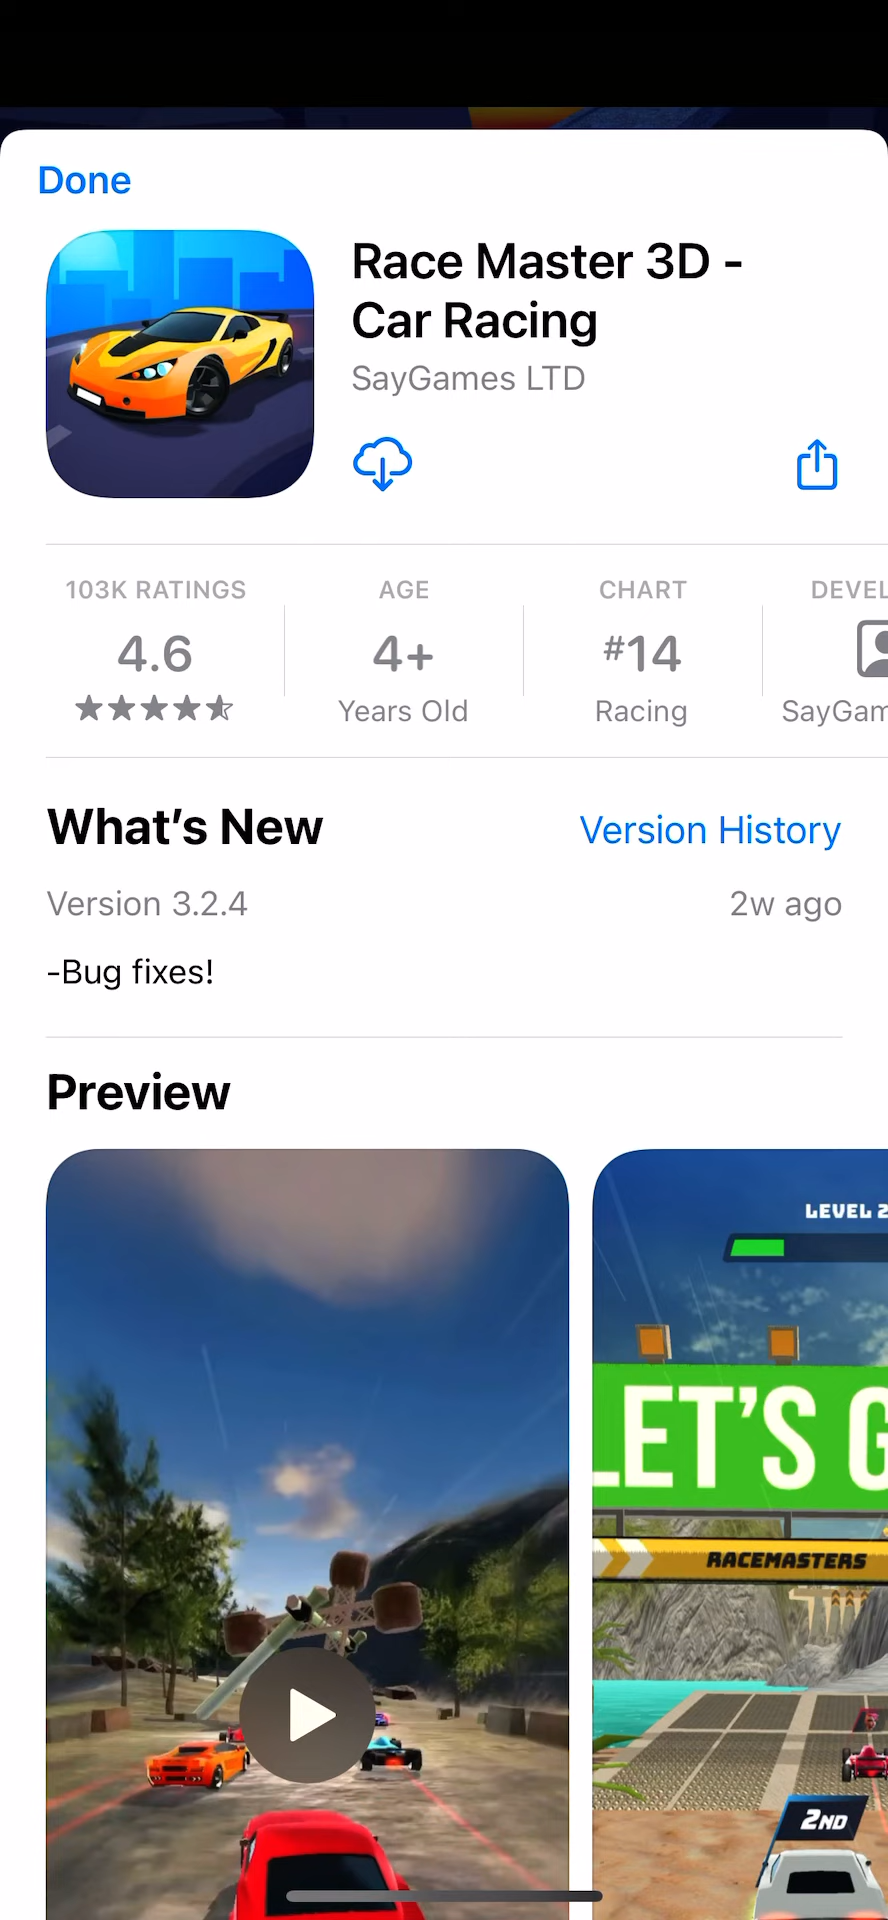 Done
Race Master 3D -
Car Racing
SayGames LTD
103K RATINGS
4.6
AGE
4+
Years Old
CHART
#14
Racing
DEVEL
SayGam
What's New
Version History
Version 3.2.4
2w ago
-Bug fixes!
Preview
LEVEL 2
LET'S G
RACEMASTERS
2ND